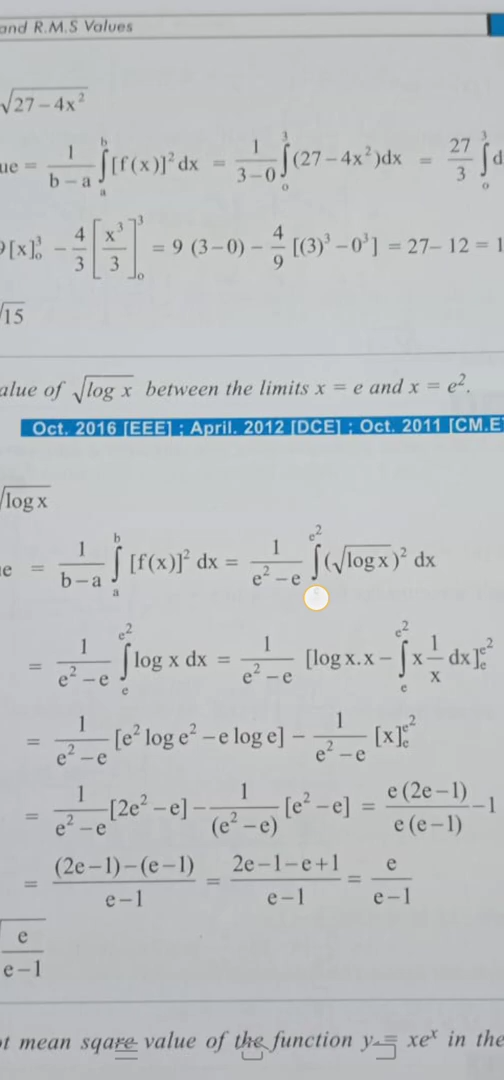 and R.M.S Values
√27 – 4x²
ue = 1/(b – a) ∫ₐᵇ [f(x)]² dx = 1/(3–0) ∫₀³ (27 – 4x²)dx = 27/3 ∫₀³ d
9[x]₀³ – 4/3 [x³/3]₀³ = 9 (3–0) – 4/9 [(3)³ – 0³] = 27– 12 = 1
√15
alue of √log x between the limits x = e and x = e².
Oct. 2016 [EEE] ; April. 2012 [DCE] ; Oct. 2011 [CM.E
√log x
e = 1/(b–a) ∫ₐᵇ [f(x)]² dx = 1/(e² – e) ∫^(e²) (√log x)² dx
= 1/(e² – e) ∫ₑ^(e²) log x dx = 1/(e² – e) [log x.x – ∫ₑ^(e²) x 1/x dx]ₑ^(e²)
= 1/(e² – e) [e² log e² – e log e] – 1/(e² – e) [x]ₑ^(e²)
= 1/(e² – e) [2e² – e] – 1/(e² – e) [e² – e] = e (2e – 1)/e (e – 1) – 1
= (2e – 1) – (e – 1)/(e – 1) = (2e – 1 – e + 1)/(e – 1) = e/(e – 1)
√e/(e – 1)
ot mean sqare value of the function y = xeˣ in the